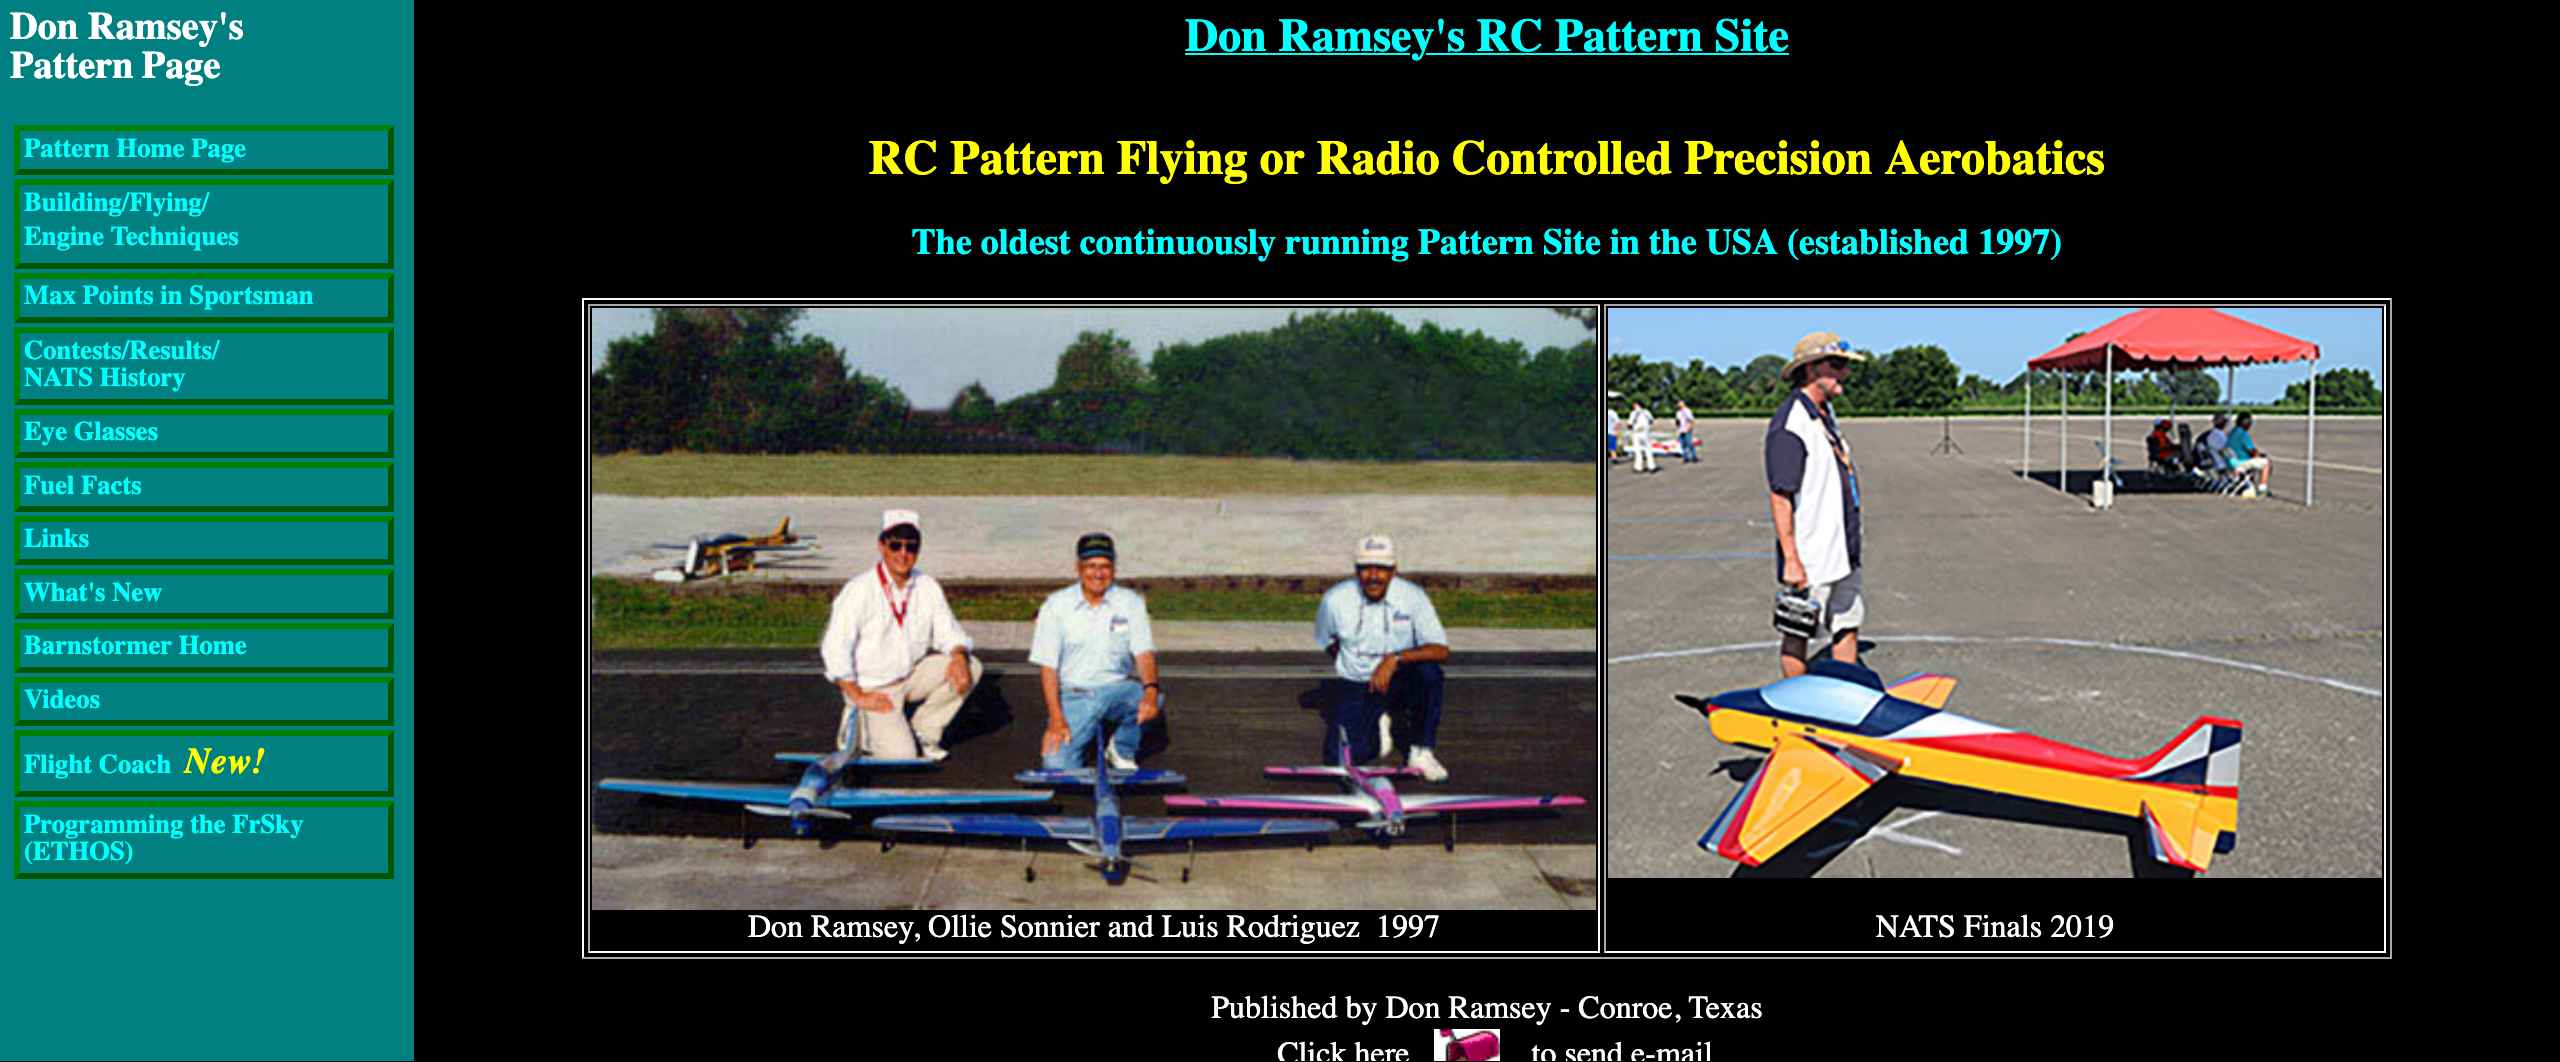 Don Ramsey's
Pattern Page
Pattern Home Page
Building/Flying/
Engine Techniques
Max Points in Sportsman
Contests/Results/
NATS History
Eye Glasses
Fuel Facts
Links
What's New
Barnstormer Home
Videos
Flight Coach New!
Programming the FrSky
(ETHOS)
Don Ramsey's RC Pattern Site
RC Pattern Flying or Radio Controlled Precision Aerobatics
The oldest continuously running Pattern Site in the USA (established 1997)
Don Ramsey, Ollie Sonnier and Luis Rodriguez 1997
NATS Finals 2019
Published by Don Ramsey - Conroe, Texas
Click here to send e-mail